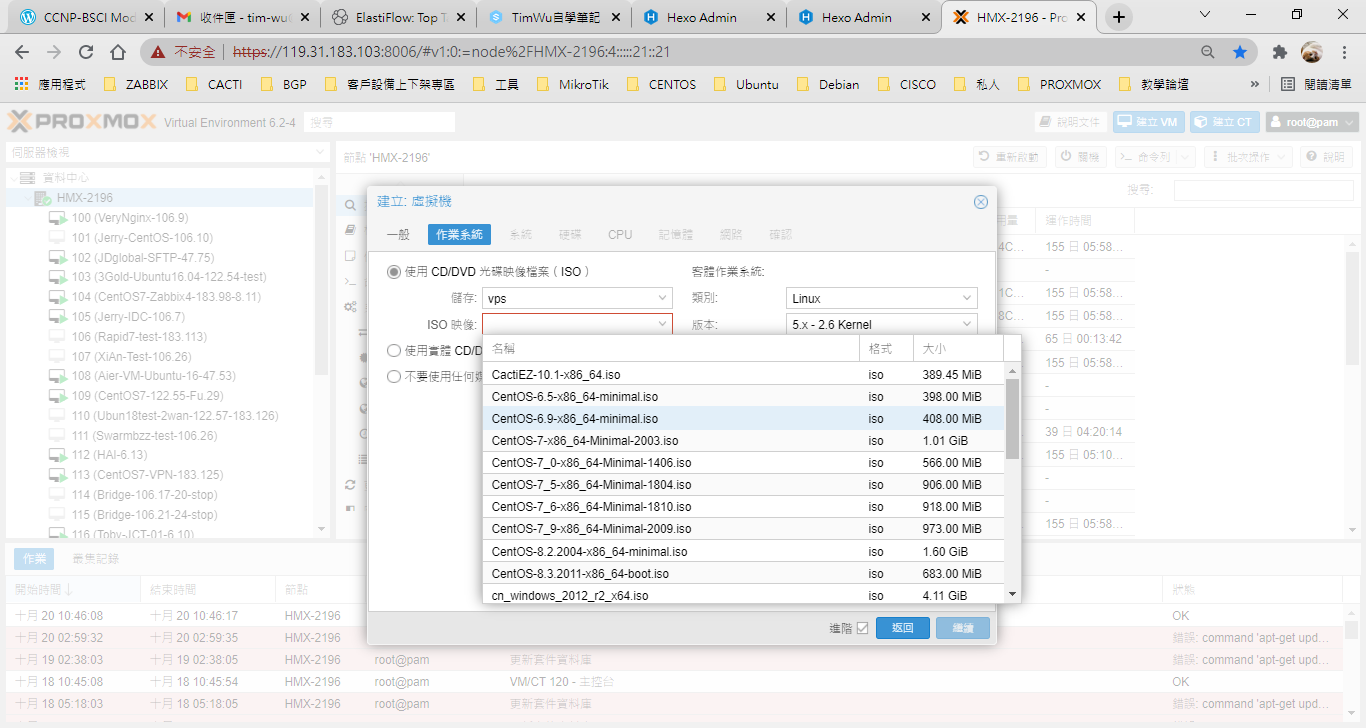 CCNP-BSCI Mod
收件匣 - tim-wu
ElastiFlow: Top T
TimWu自學筆記
Hexo Admin
Hexo Admin
HMX-2196 - Pro
不安全 | https://119.31.183.103:8006/#v1:0:=node%2FHMX-2196:4:::::21::21
應用程式 ZABBIX CACTI BGP 客戶設備上下架專區 工具 MikroTik CENTOS Ubuntu Debian CISCO 私人 PROXMOX 教學論壇 » 閱讀清單
PROXMOX Virtual Environment 6.2-4 搜尋 說明文件 建立 VM 建立 CT root@pam
伺服器檢視
節點 'HMX-2196' 重新啟動 關機 命令列 批次操作 說明
資料中心
HMX-2196
100 (VeryNginx-106.9)
101 (Jerry-CentOS-106.10)
102 (JDglobal-SFTP-47.75)
103 (3Gold-Ubuntu16.04-122.54-test)
104 (CentOS7-Zabbix4-183.98-8.11)
105 (Jerry-IDC-106.7)
106 (Rapid7-test-183.113)
107 (XiAn-Test-106.26)
108 (Aier-VM-Ubuntu-16-47.53)
109 (CentOS7-122.55-Fu.29)
110 (Ubun18test-2wan-122.57-183.126)
111 (Swarmbzz-test-106.26)
112 (HAI-6.13)
113 (CentOS7-VPN-183.125)
114 (Bridge-106.17-20-stop)
115 (Bridge-106.21-24-stop)
116 (Toby-JCT-01-6.10)
搜尋:
用量 運作時間
4C... 155 日 05:58...
-
1C... 155 日 05:58...
8C... 155 日 05:58...
65 日 00:13:42
155 日 05:58...
-
-
39 日 04:20:14
155 日 05:10...
-
-
155 日 05:58...
建立: 虛擬機
一般 作業系統 系統 硬碟 CPU 記憶體 網路 確認
使用 CD/DVD 光碟映像檔案（ISO） 客體作業系統:
儲存: vps 類別: Linux
ISO 映像: 版本: 5.x - 2.6 Kernel
使用實體 CD/D
不要使用任何媒
名稱 格式 大小
CactiEZ-10.1-x86_64.iso iso 389.45 MiB
CentOS-6.5-x86_64-minimal.iso iso 398.00 MiB
CentOS-6.9-x86_64-minimal.iso iso 408.00 MiB
CentOS-7-x86_64-Minimal-2003.iso iso 1.01 GiB
CentOS-7_0-x86_64-Minimal-1406.iso iso 566.00 MiB
CentOS-7_5-x86_64-Minimal-1804.iso iso 906.00 MiB
CentOS-7_6-x86_64-Minimal-1810.iso iso 918.00 MiB
CentOS-7_9-x86_64-Minimal-2009.iso iso 973.00 MiB
CentOS-8.2.2004-x86_64-minimal.iso iso 1.60 GiB
CentOS-8.3.2011-x86_64-boot.iso iso 683.00 MiB
cn_windows_2012_r2_x64.iso iso 4.11 GiB
進階 返回 繼續
作業 叢集記錄
開始時間 ↓ 結束時間 節點 狀態
十月 20 10:46:08 十月 20 10:46:17 HMX-2196 OK
十月 20 02:59:32 十月 20 02:59:35 HMX-2196 錯誤: command 'apt-get upd...
十月 19 02:38:03 十月 19 02:38:05 HMX-2196 root@pam 更新套件資料庫 錯誤: command 'apt-get upd...
十月 18 10:45:08 十月 18 10:45:54 HMX-2196 root@pam VM/CT 120 - 主控台 OK
十月 18 05:18:03 十月 18 05:18:05 HMX-2196 root@pam 更新套件資料庫 錯誤: command 'apt-get upd...